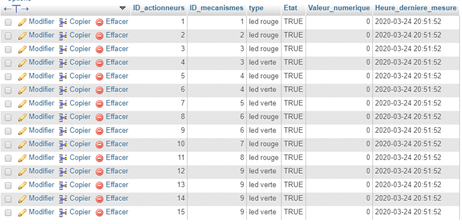 ←T→ ID_actionneurs ID_mecanismes type Etat Valeur_numerique Heure_derniere_mesure
Modifier Copier Effacer 1 1 led rouge TRUE 0 2020-03-24 20:51:52
Modifier Copier Effacer 2 2 led rouge TRUE 0 2020-03-24 20:51:52
Modifier Copier Effacer 3 3 led rouge TRUE 0 2020-03-24 20:51:52
Modifier Copier Effacer 4 4 led verte TRUE 0 2020-03-24 20:51:52
Modifier Copier Effacer 5 4 led rouge TRUE 0 2020-03-24 20:51:52
Modifier Copier Effacer 6 4 led verte TRUE 0 2020-03-24 20:51:52
Modifier Copier Effacer 7 5 led verte TRUE 0 2020-03-24 20:51:52
Modifier Copier Effacer 8 6 led rouge TRUE 0 2020-03-24 20:51:52
Modifier Copier Effacer 9 6 led verte TRUE 0 2020-03-24 20:51:52
Modifier Copier Effacer 10 7 led rouge TRUE 0 2020-03-24 20:51:52
Modifier Copier Effacer 11 8 led rouge TRUE 0 2020-03-24 20:51:52
Modifier Copier Effacer 12 9 led verte TRUE 0 2020-03-24 20:51:52
Modifier Copier Effacer 13 9 led verte TRUE 0 2020-03-24 20:51:52
Modifier Copier Effacer 14 9 led verte TRUE 0 2020-03-24 20:51:52
Modifier Copier Effacer 15 9 led verte TRUE 0 2020-03-24 20:51:52